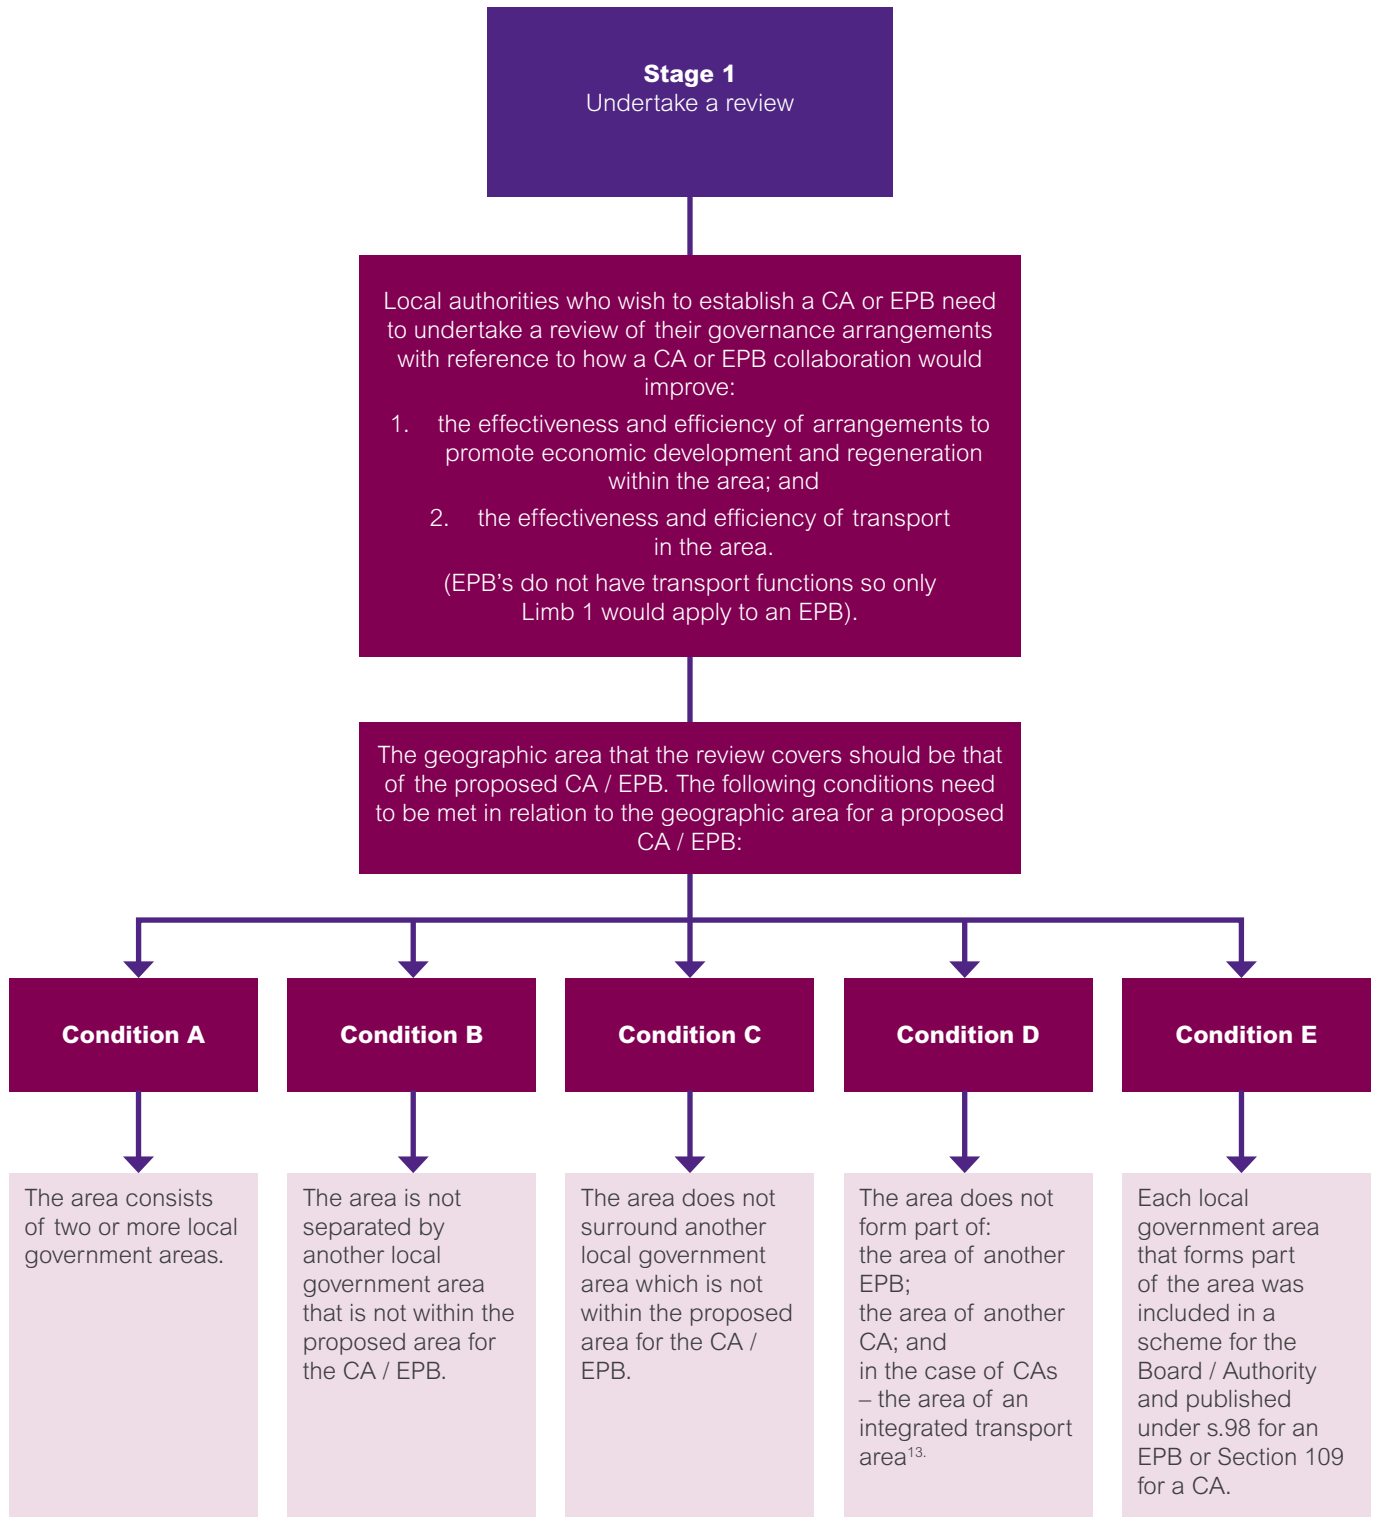 Stage 1
Undertake a review
Local authorities who wish to establish a CA or EPB need
to undertake a review of their governance arrangements
with reference to how a CA or EPB collaboration would
improve:
1. the effectiveness and efficiency of arrangements to
promote economic development and regeneration
within the area; and
2. the effectiveness and efficiency of transport
in the area.
(EPB’s do not have transport functions so only
Limb 1 would apply to an EPB).
The geographic area that the review covers should be that
of the proposed CA / EPB. The following conditions need
to be met in relation to the geographic area for a proposed
CA / EPB:
Condition A
The area consists
of two or more local
government areas.
Condition B
The area is not
separated by
another local
government area
that is not within the
proposed area for
the CA / EPB.
Condition C
The area does not
surround another
local government
area which is not
within the proposed
area for the CA /
EPB.
Condition D
The area does not
form part of:
the area of another
EPB;
the area of another
CA; and
in the case of CAs
– the area of an
integrated transport
area13.
Condition E
Each local
government area
that forms part
of the area was
included in a
scheme for the
Board / Authority
and published
under s.98 for an
EPB or Section 109
for a CA.